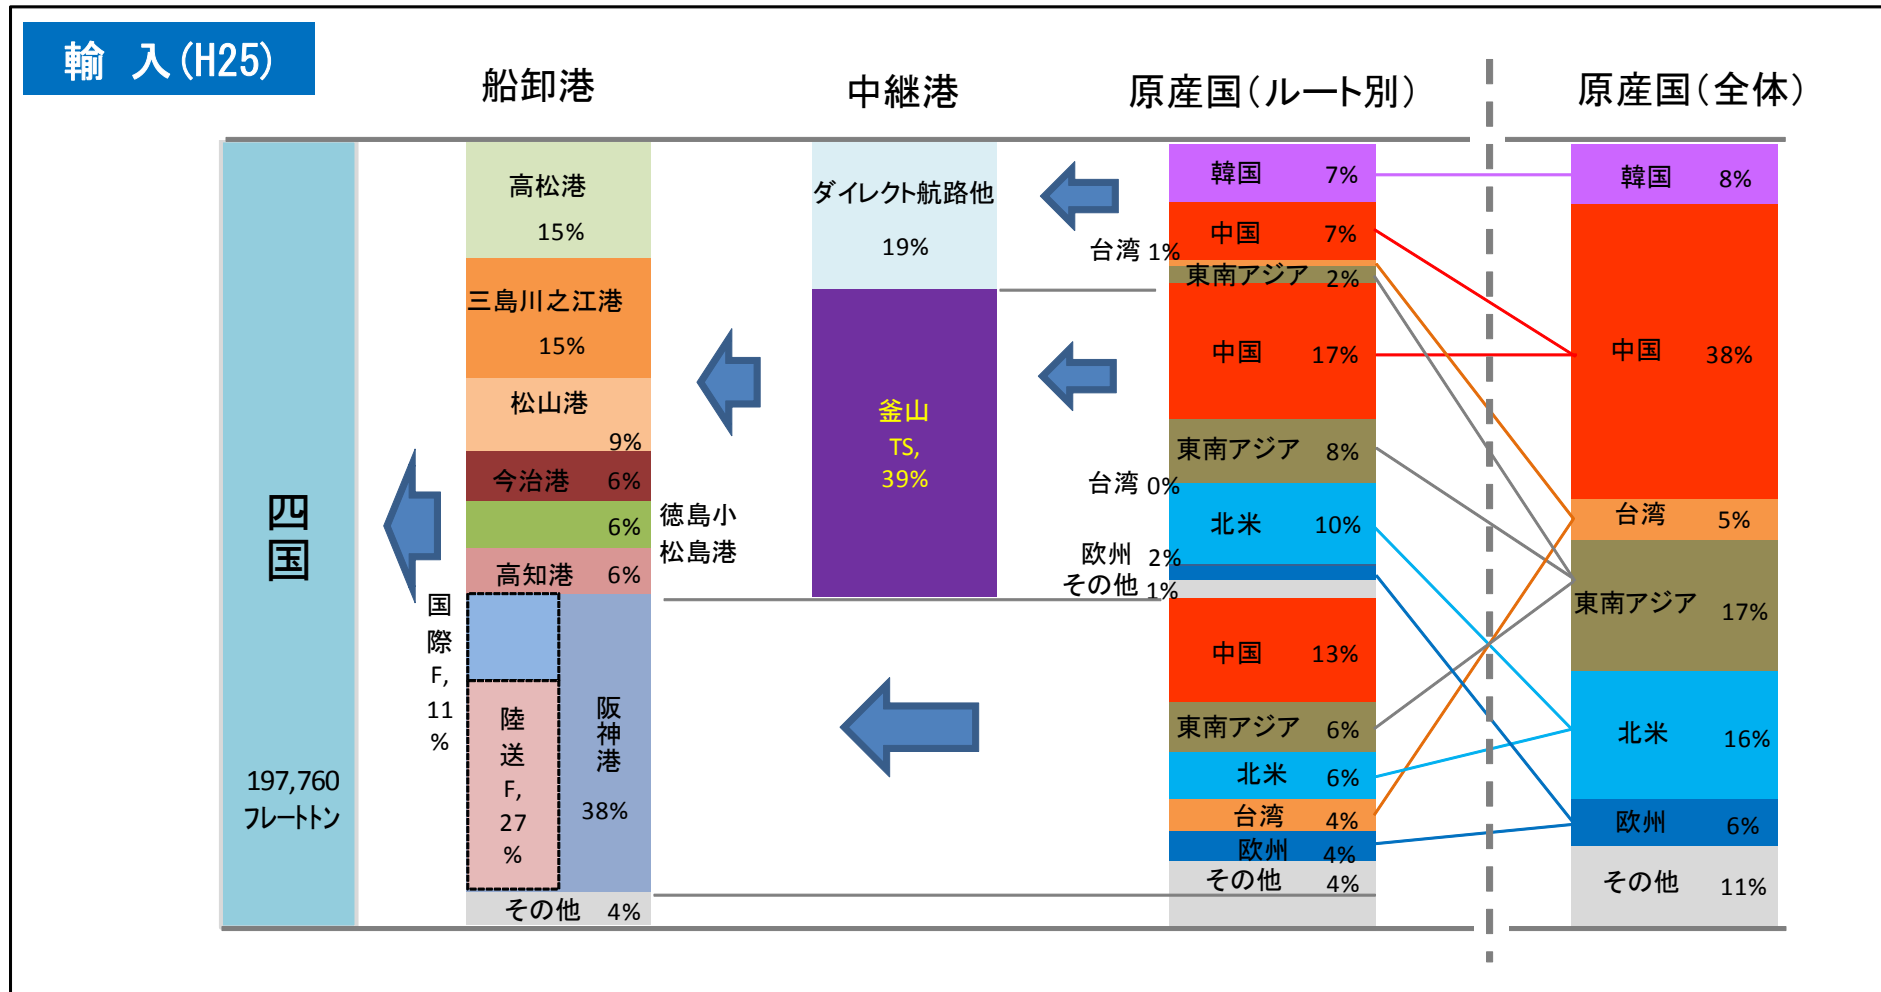 輸 入(H25)
船卸港
中継港
原産国(ルート別)
原産国(全体)
四
国
197,760
フレートトン
高松港
15%
三島川之江港
15%
松山港
9%
今治港 6%
6%
徳島小
松島港
高知港 6%
国
際
F,
11
%
陸
送
F,
27
%
阪
神
港
38%
その他 4%
ダイレクト航路他
19%
釜山
TS,
39%
韓国 7%
中国 7%
台湾 1%
東南アジア 2%
中国 17%
東南アジア 8%
台湾 0%
北米 10%
欧州 2%
その他 1%
中国 13%
東南アジア 6%
北米 6%
台湾 4%
欧州 4%
その他 4%
韓国 8%
中国 38%
台湾 5%
東南アジア 17%
北米 16%
欧州 6%
その他 11%